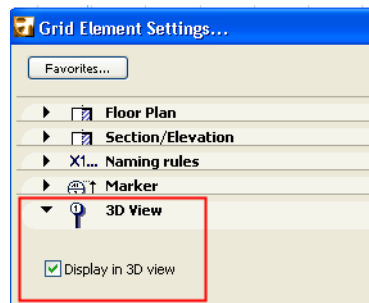 Grid Element Settings...
Favorites...
Floor Plan
Section/Elevation
X1... Naming rules
Marker
3D View
Display in 3D view